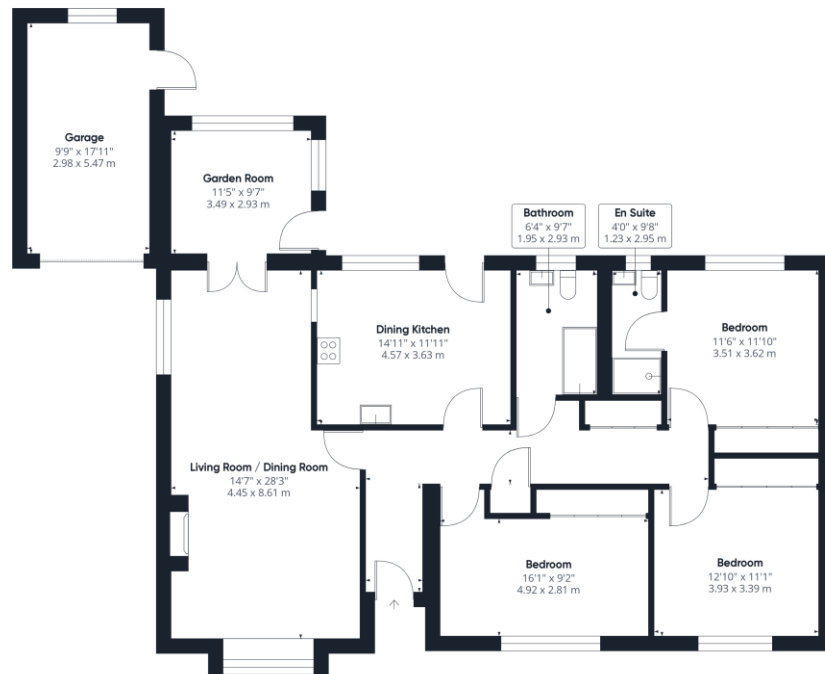 Garage
9'9" x 17'11"
2.98 x 5.47 m
Garden Room
11'5" x 9'7"
3.49 x 2.93 m
Bathroom
6'4" x 9'7"
1.95 x 2.93 m
En Suite
4'0" x 9'8"
1.23 x 2.95 m
Dining Kitchen
14'11" x 11'11"
4.57 x 3.63 m
Bedroom
11'6" x 11'10"
3.51 x 3.62 m
Living Room / Dining Room
14'7" x 28'3"
4.45 x 8.61 m
Bedroom
16'1" x 9'2"
4.92 x 2.81 m
Bedroom
12'10" x 11'1"
3.93 x 3.39 m